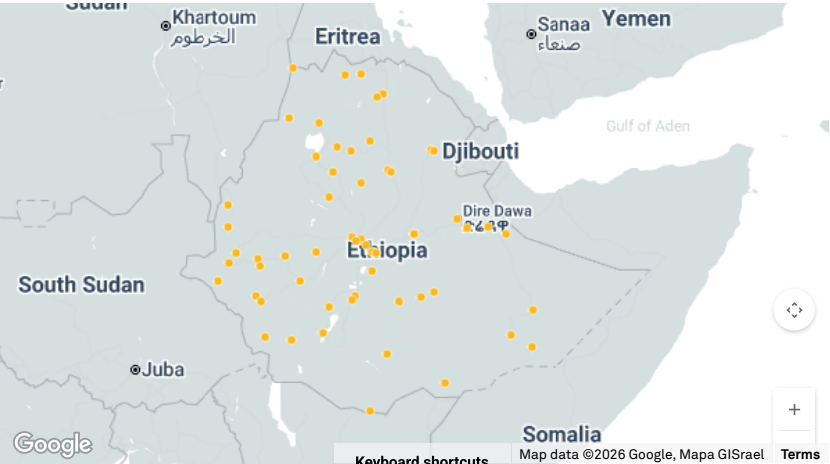 Sudan
Khartoum
الخرطوم
Eritrea
Sanaa
صنعاء
Yemen
Gulf of Aden
Djibouti
Dire Dawa
Ethiopia
South Sudan
Juba
Somalia
Google
Keyboard shortcuts
Map data ©2026 Google, Mapa GISrael
Terms